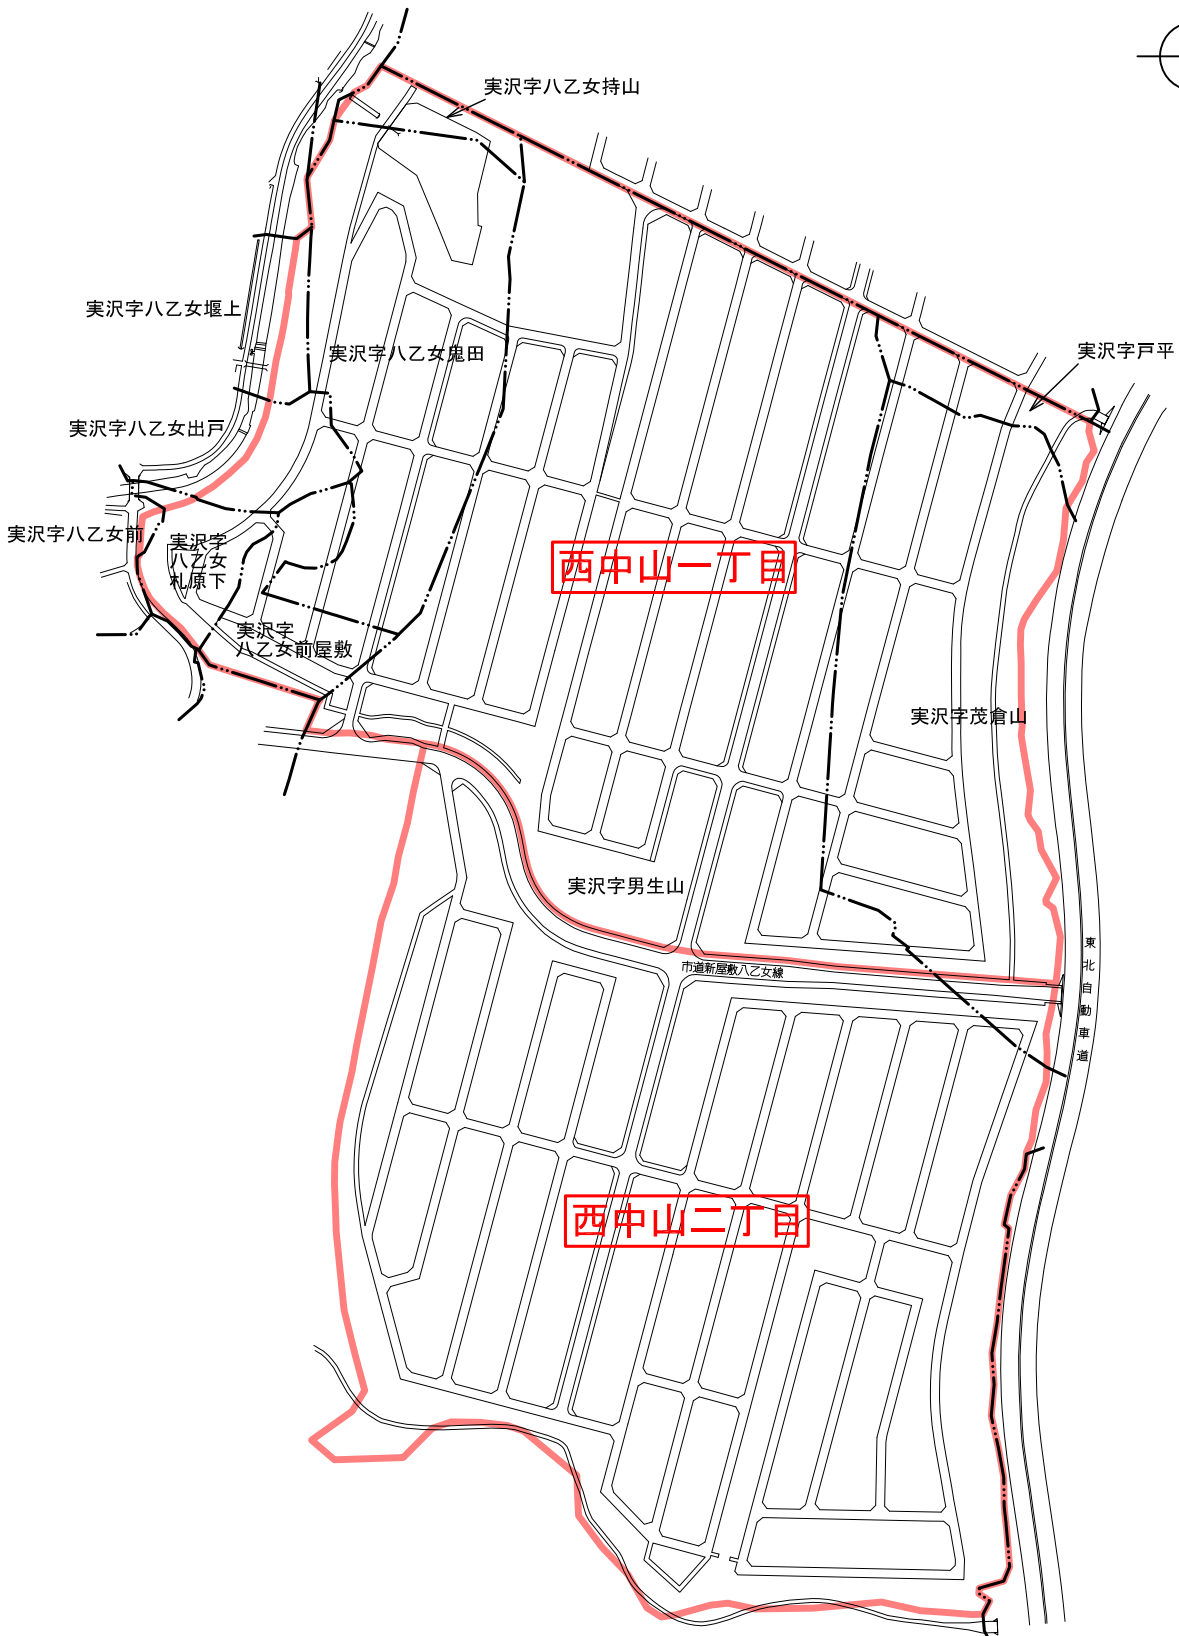 実沢字八乙女持山
実沢字八乙女堰上
実沢字八乙女鬼田
実沢字戸平
実沢字八乙女出戸
実沢字八乙女前
実沢字
八乙女
札原下
西中山一丁目
実沢字
八乙女前屋敷
実沢字茂倉山
実沢字男生山
市道新屋敷八乙女線
東北自動車道
西中山二丁目